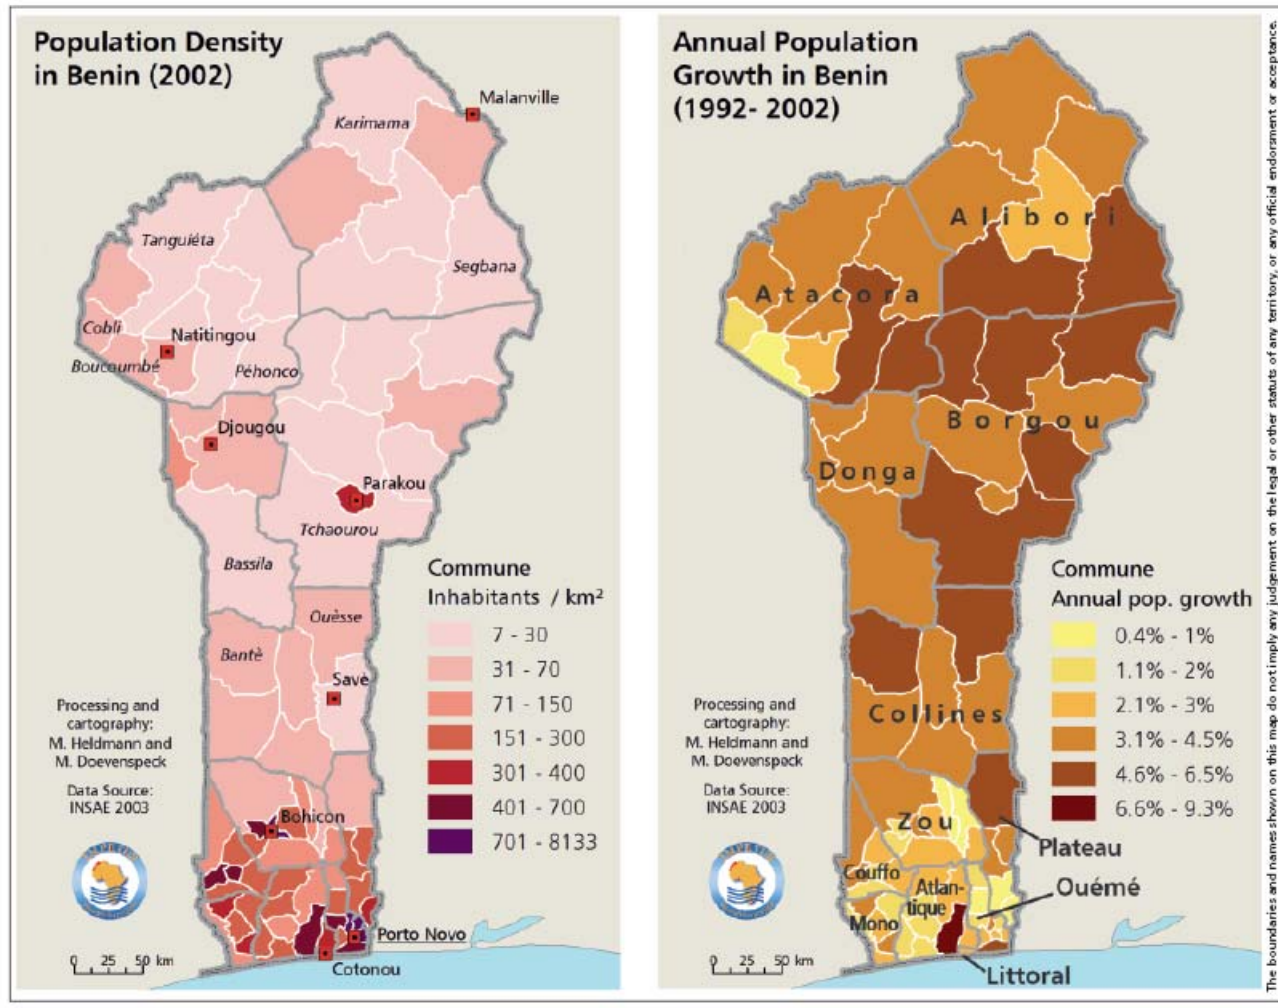 Population Density
in Benin (2002)
Malanville
Karimama
Tanguiéta
Segbana
Cobli
Natitingou
Boucoumbé
Péhonco
Djougou
Parakou
Tchaourou
Bassila
Commune
Inhabitants / km²
7 - 30
31 - 70
71 - 150
151 - 300
301 - 400
401 - 700
701 - 8133
Ouèsse
Bantè
Savè
Processing and
cartography:
M. Heldmann and
M. Doevenspeck
Data Source:
INSAE 2003
Bohicon
Porto Novo
Cotonou
0 25 50 km
Annual Population
Growth in Benin
(1992- 2002)
Alibori
Atacora
Borgou
Donga
Commune
Annual pop. growth
0.4% - 1%
1.1% - 2%
2.1% - 3%
3.1% - 4.5%
4.6% - 6.5%
6.6% - 9.3%
Collines
Processing and
cartography:
M. Heldmann and
M. Doevenspeck
Data Source:
INSAE 2003
Zou
Plateau
Couffo
Ouémé
Atlan-
tique
Mono
Littoral
0 25 50 km
The boundaries and names shown on this map do not imply any judgement on the legal or other statuts of any territory, or any official endorsment or acceptance.